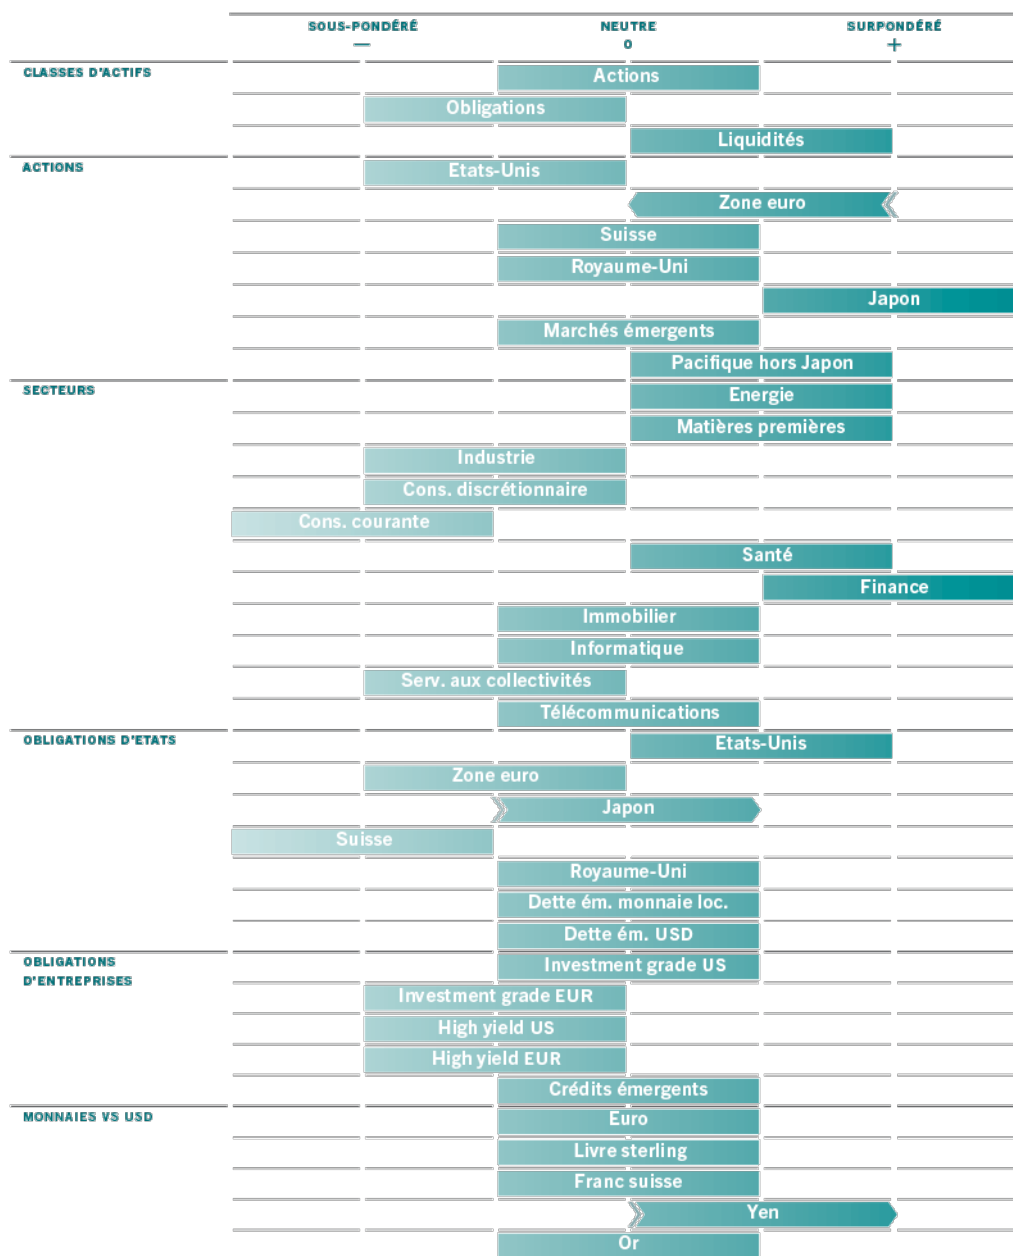 SOUS-PONDÉRÉ NEUTRE SURPONDÉRÉ
— 0 +
CLASSES D'ACTIFS Actions
Obligations
Liquidités
ACTIONS Etats-Unis
Zone euro
Suisse
Royaume-Uni
Japon
Marchés émergents
Pacifique hors Japon
SECTEURS Energie
Matières premières
Industrie
Cons. discrétionnaire
Cons. courante
Santé
Finance
Immobilier
Informatique
Serv. aux collectivités
Télécommunications
OBLIGATIONS D'ETATS Etats-Unis
Zone euro
Japon
Suisse
Royaume-Uni
Dette ém. monnaie loc.
Dette ém. USD
OBLIGATIONS Investment grade US
D'ENTREPRISES
Investment grade EUR
High yield US
High yield EUR
Crédits émergents
MONNAIES VS USD Euro
Livre sterling
Franc suisse
Yen
Or